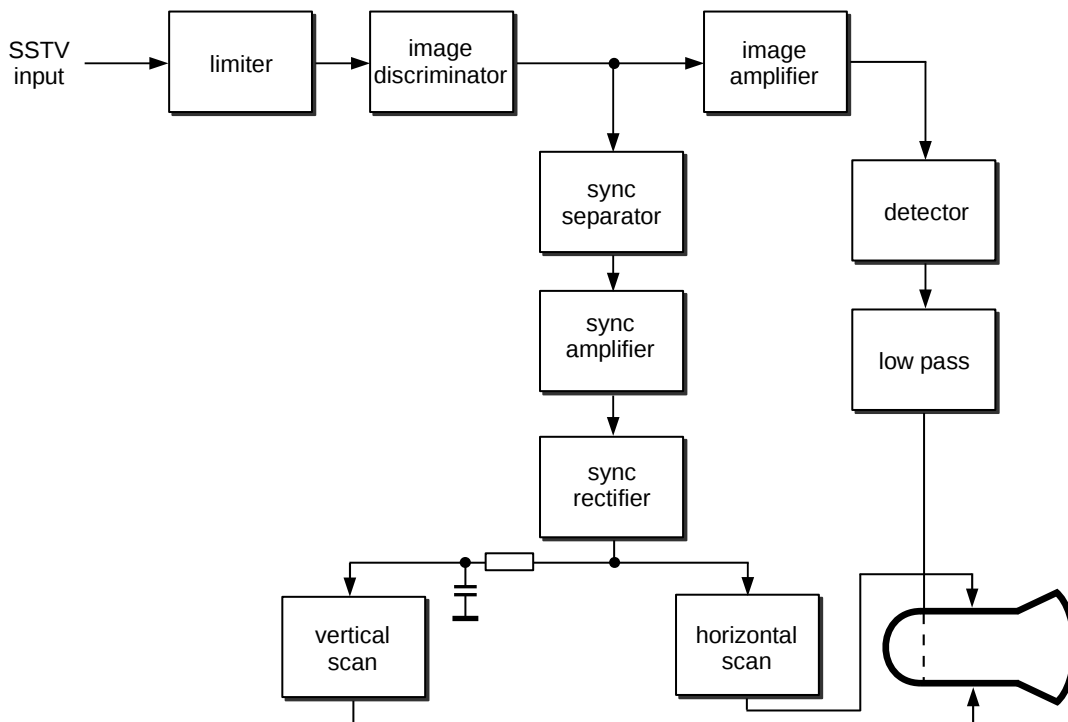 SSTV
input
limiter
image
discriminator
image
amplifier
sync
separator
detector
sync
amplifier
low pass
sync
rectifier
vertical
scan
horizontal
scan